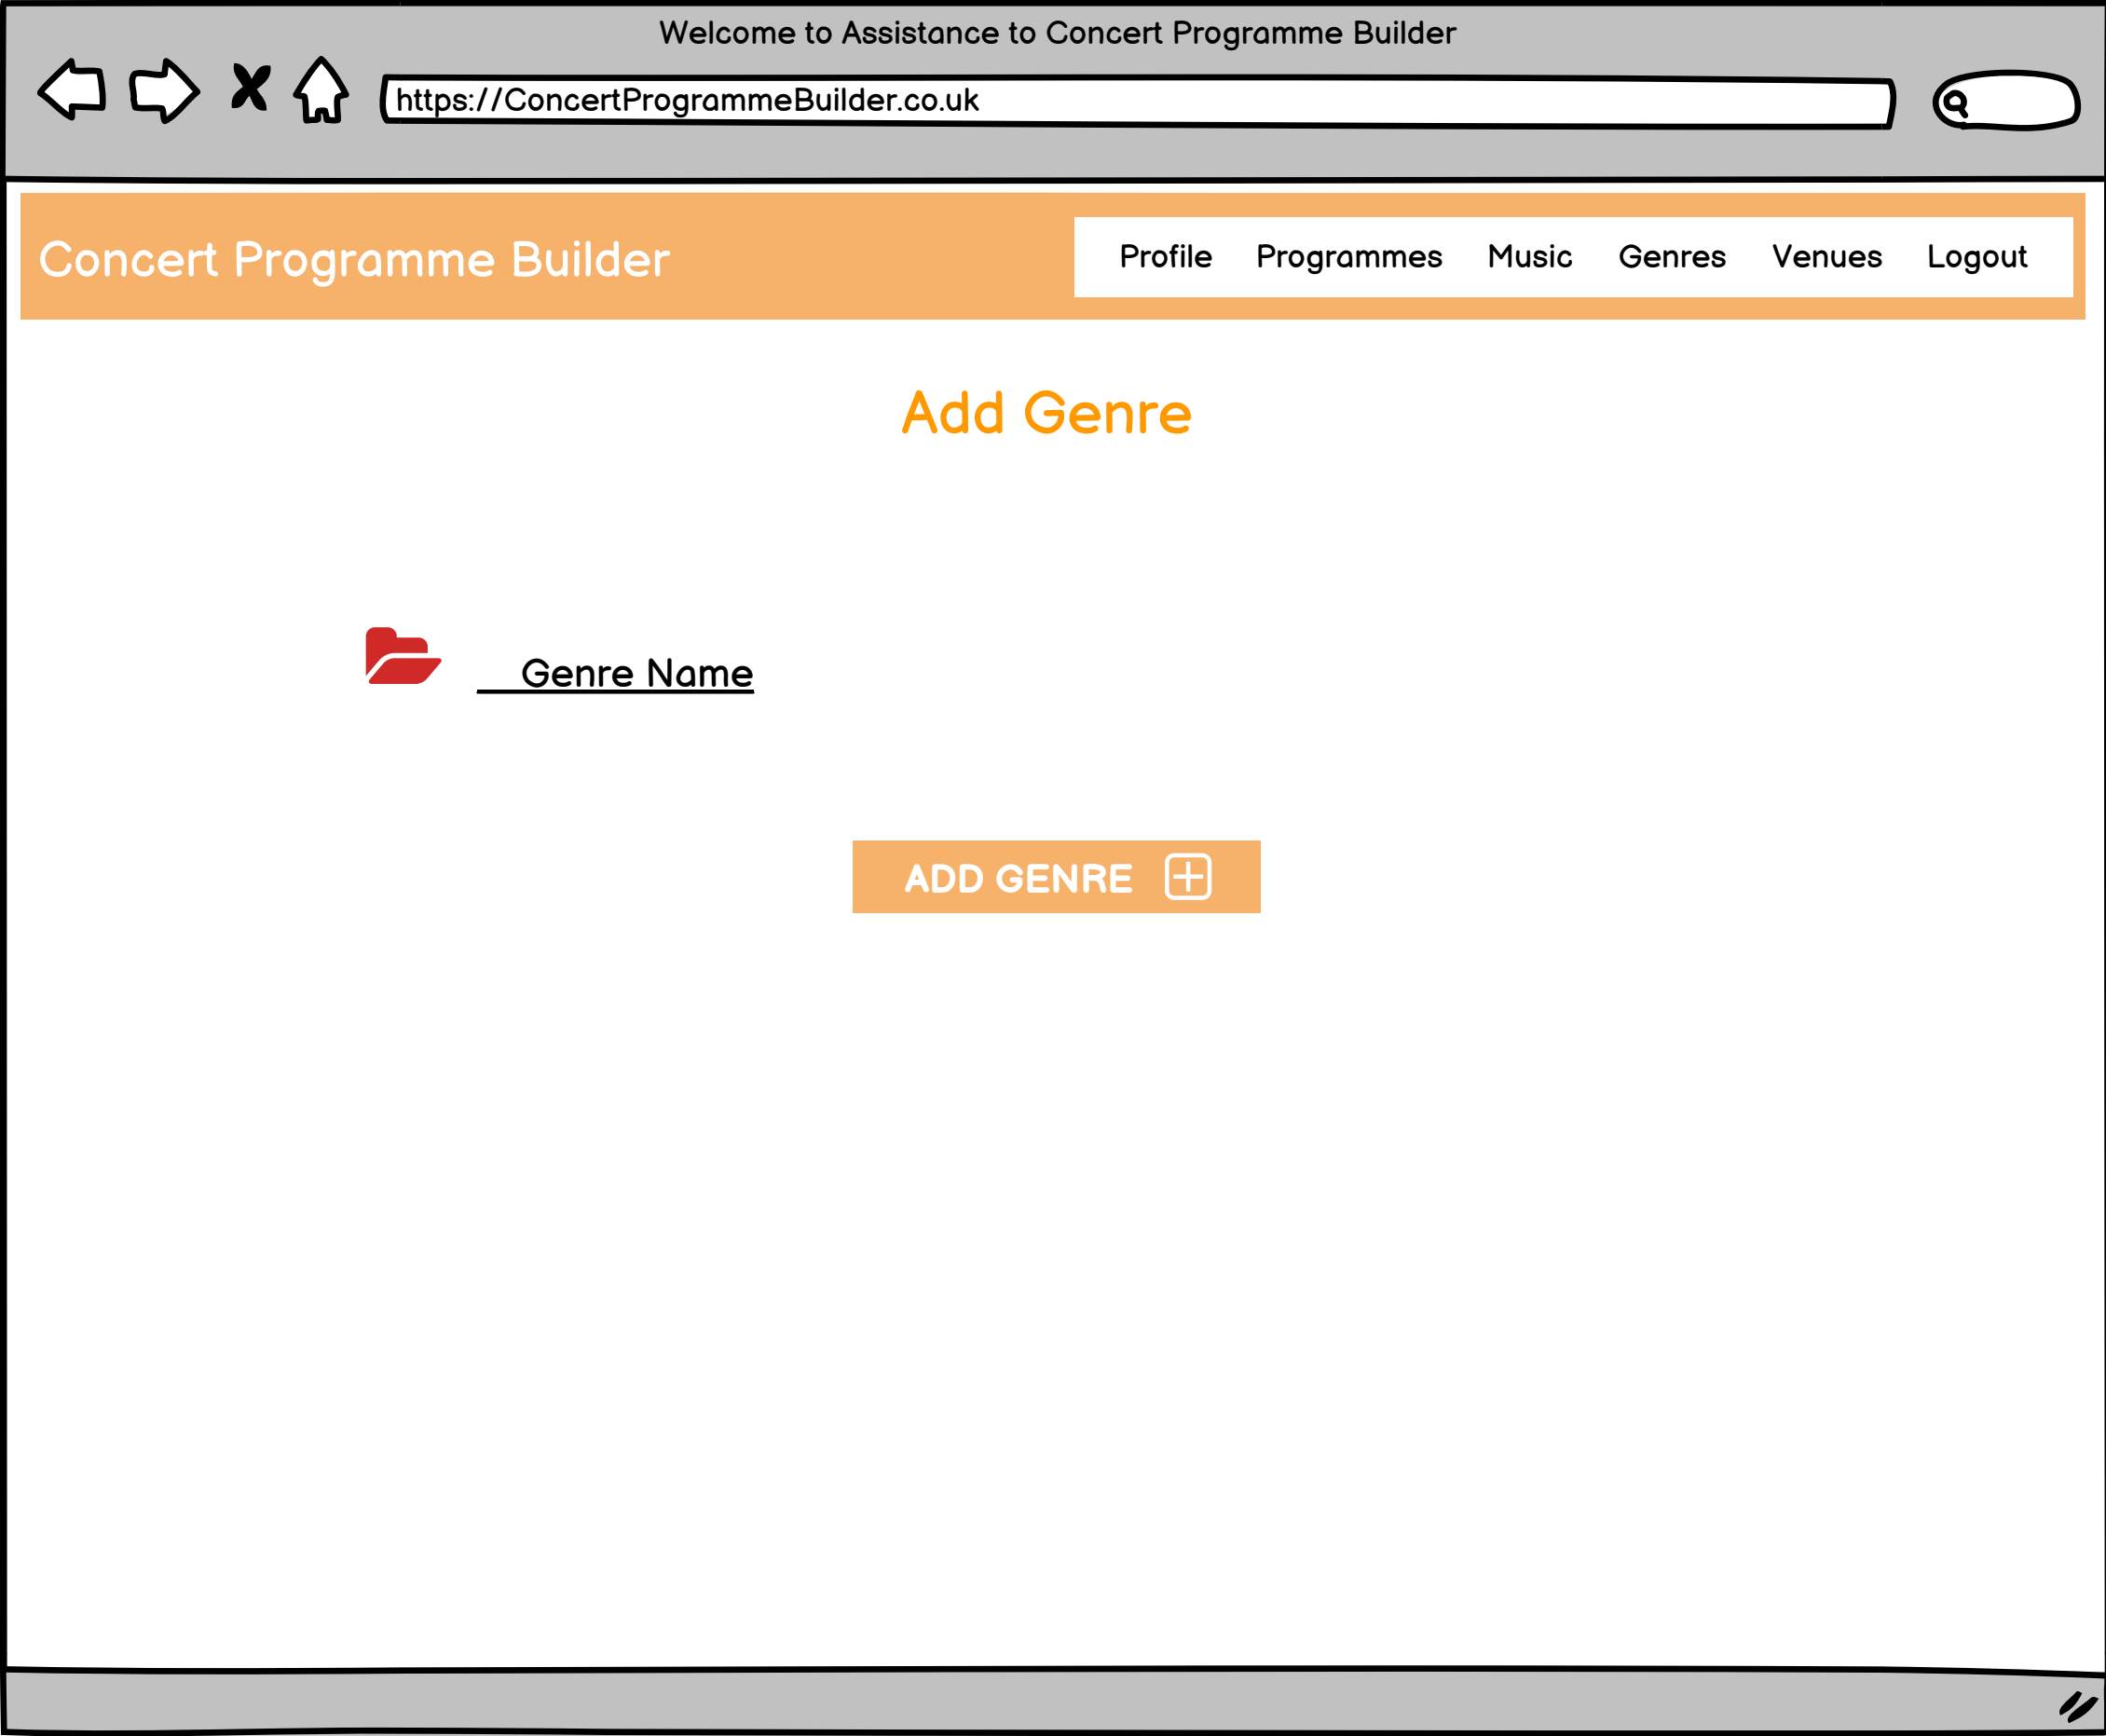 Welcome to Assistance to Concert Programme Builder
https://ConcertProgrammeBuilder.co.uk
Concert Programme Builder
Profile Programmes Music Genres Venues Logout
Add Genre
Genre Name
ADD GENRE